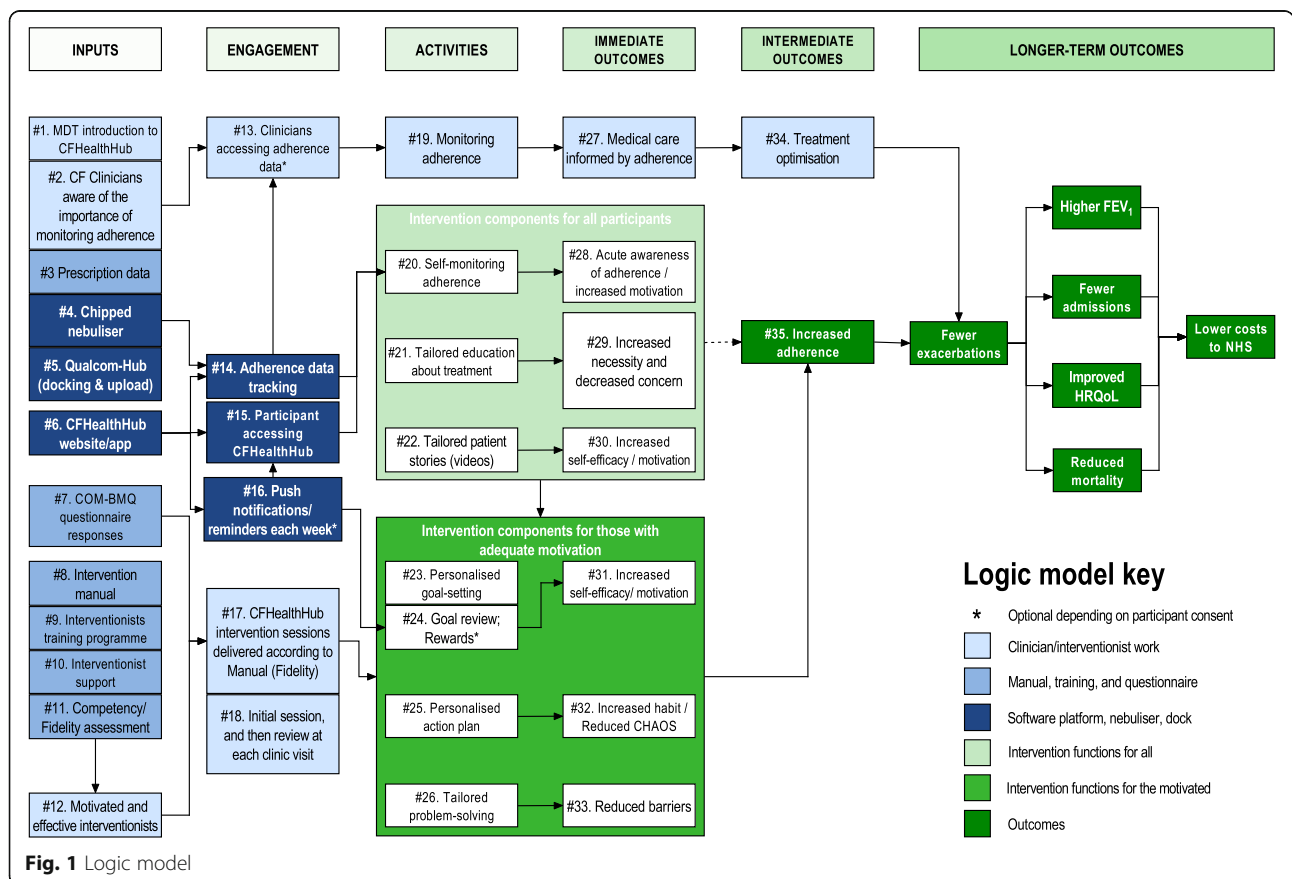 INPUTS
ENGAGEMENT
ACTIVITIES
IMMEDIATE
OUTCOMES
INTERMEDIATE
OUTCOMES
LONGER-TERM OUTCOMES
#1. MDT introduction to
CFHealthHub
#2. CF Clinicians
aware of the
importance of
monitoring adherence
#3 Prescription data
#4. Chipped
nebuliser
#5. Qualcom-Hub
(docking & upload)
#6. CFHealthHub
website/app
#7. COM-BMQ
questionnaire
responses
#8. Intervention
manual
#9. Interventionists
training programme
#10. Interventionist
support
#11. Competency/
Fidelity assessment
#12. Motivated and
effective interventionists
#13. Clinicians
accessing adherence
data*
#14. Adherence data
tracking
#15. Participant
accessing
CFHealthHub
#16. Push
notifications/
reminders each week*
#17. CFHealthHub
intervention sessions
delivered according to
Manual (Fidelity)
#18. Initial session,
and then review at
each clinic visit
#19. Monitoring
adherence
#27. Medical care
informed by adherence
#34. Treatment
optimisation
Intervention components for all participants
#20. Self-monitoring
adherence
#28. Acute awareness
of adherence /
increased motivation
#21. Tailored education
about treatment
#29. Increased
necessity and
decreased concern
#22. Tailored patient
stories (videos)
#30. Increased
self-efficacy / motivation
Intervention components for those with
adequate motivation
#23. Personalised
goal-setting
#24. Goal review;
Rewards*
#31. Increased
self-efficacy/ motivation
#25. Personalised
action plan
#32. Increased habit /
Reduced CHAOS
#26. Tailored
problem-solving
#33. Reduced barriers
#35. Increased
adherence
Fewer
exacerbations
Higher FEV1
Fewer
admissions
Improved
HRQoL
Reduced
mortality
Lower costs
to NHS
Logic model key
* Optional depending on participant consent
Clinician/interventionist work
Manual, training, and questionnaire
Software platform, nebuliser, dock
Intervention functions for all
Intervention functions for the motivated
Outcomes
Fig. 1 Logic model